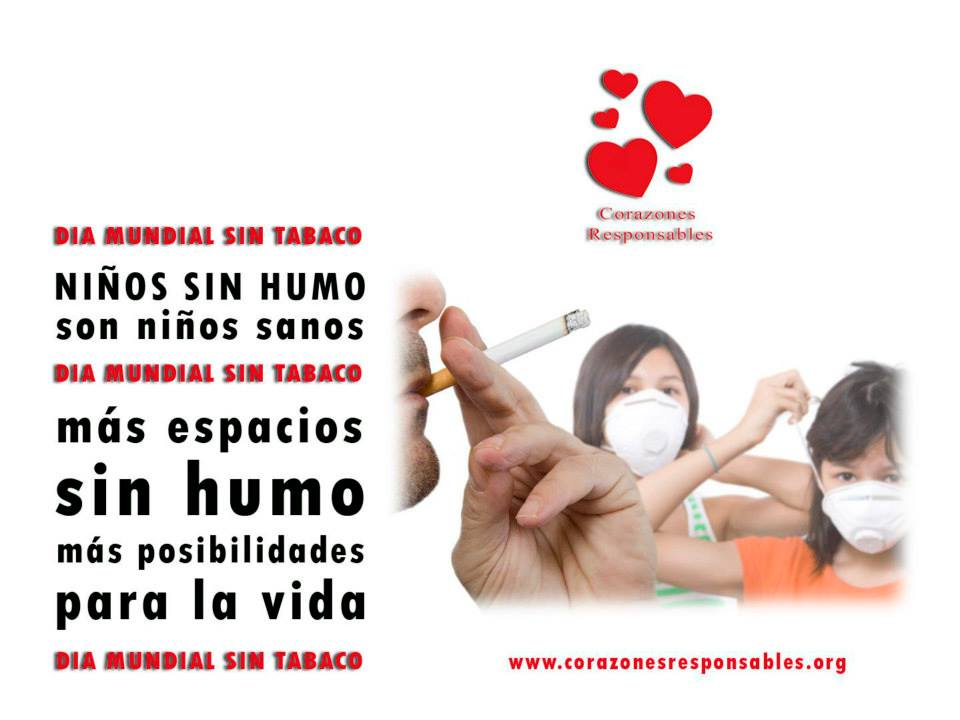 DIA MUNDIAL SIN TABACO
NIÑOS SIN HUMO
son niños sanos
DIA MUNDIAL SIN TABACO
más espacios
sin humo
más posibilidades
para la vida
DIA MUNDIAL SIN TABACO
Corazones
Responsables
www.corazonesresponsables.org